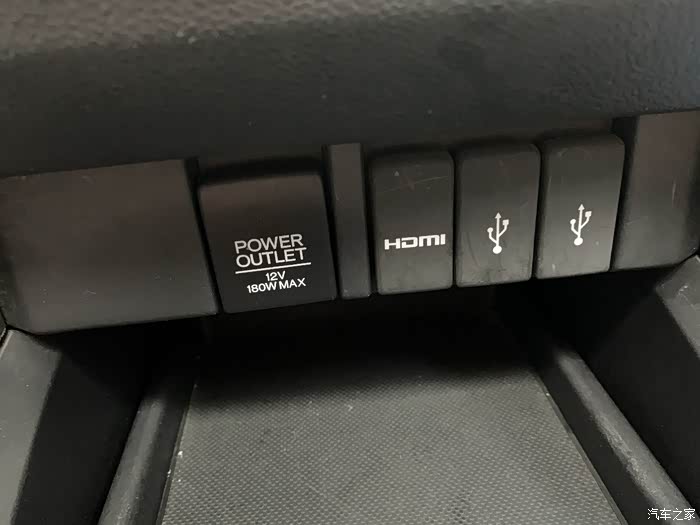 POWER
OUTLET
12V
180W MAX
HDMI
汽车之家